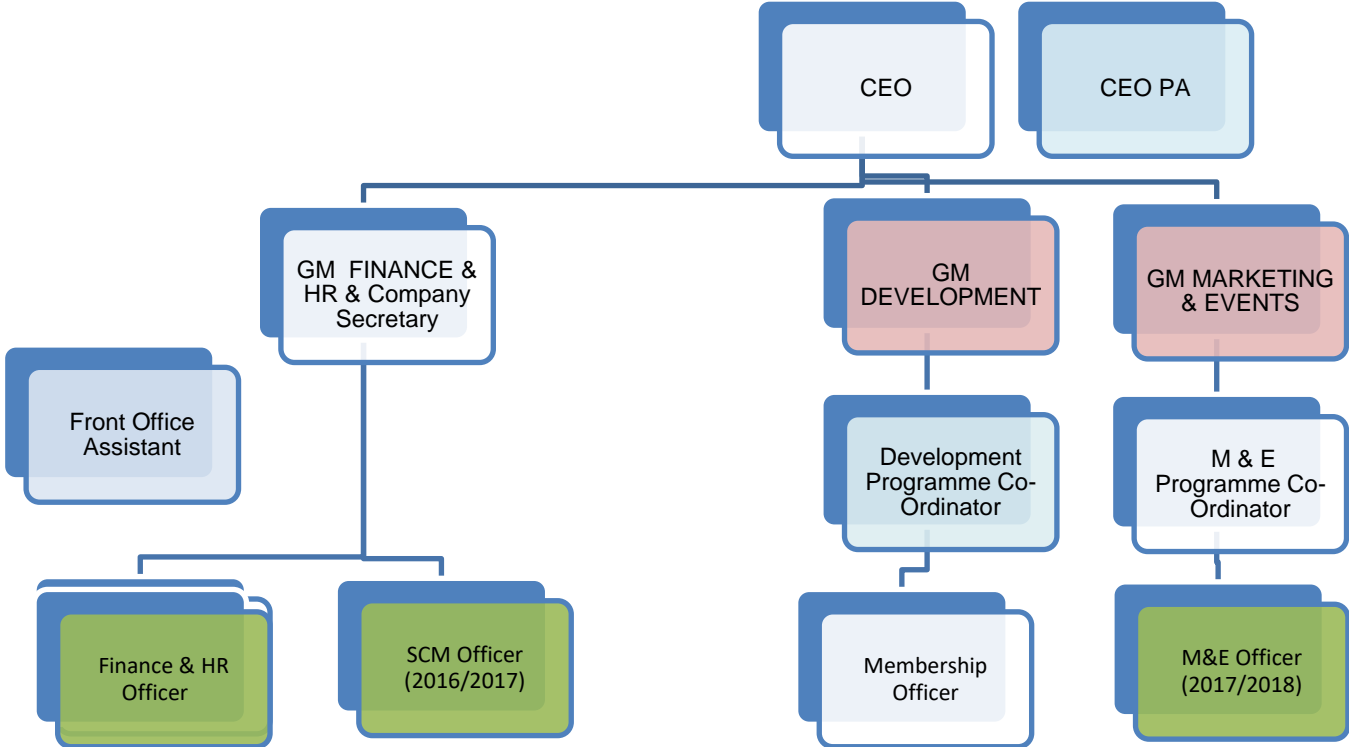 CEO
CEO PA
GM FINANCE &
HR & Company
Secretary
GM
DEVELOPMENT
GM MARKETING
& EVENTS
Front Office
Assistant
Development
Programme Co-
Ordinator
M & E
Programme Co-
Ordinator
Finance & HR
Officer
SCM Officer
(2016/2017)
Membership
Officer
M&E Officer
(2017/2018)